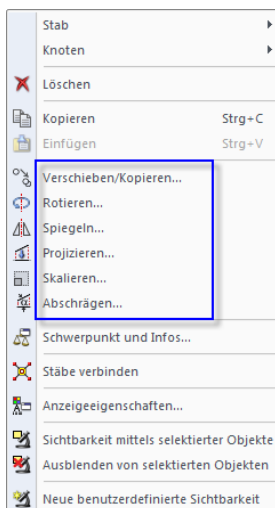 Stab
Knoten
Löschen
Kopieren Strg+C
Einfügen Strg+V
Verschieben/Kopieren...
Rotieren...
Spiegeln...
Projizieren...
Skalieren...
Abschrägen...
Schwerpunkt und Infos...
Stäbe verbinden
Anzeigeeigenschaften...
Sichtbarkeit mittels selektierter Objekte
Ausblenden von selektierten Objekten
Neue benutzerdefinierte Sichtbarkeit